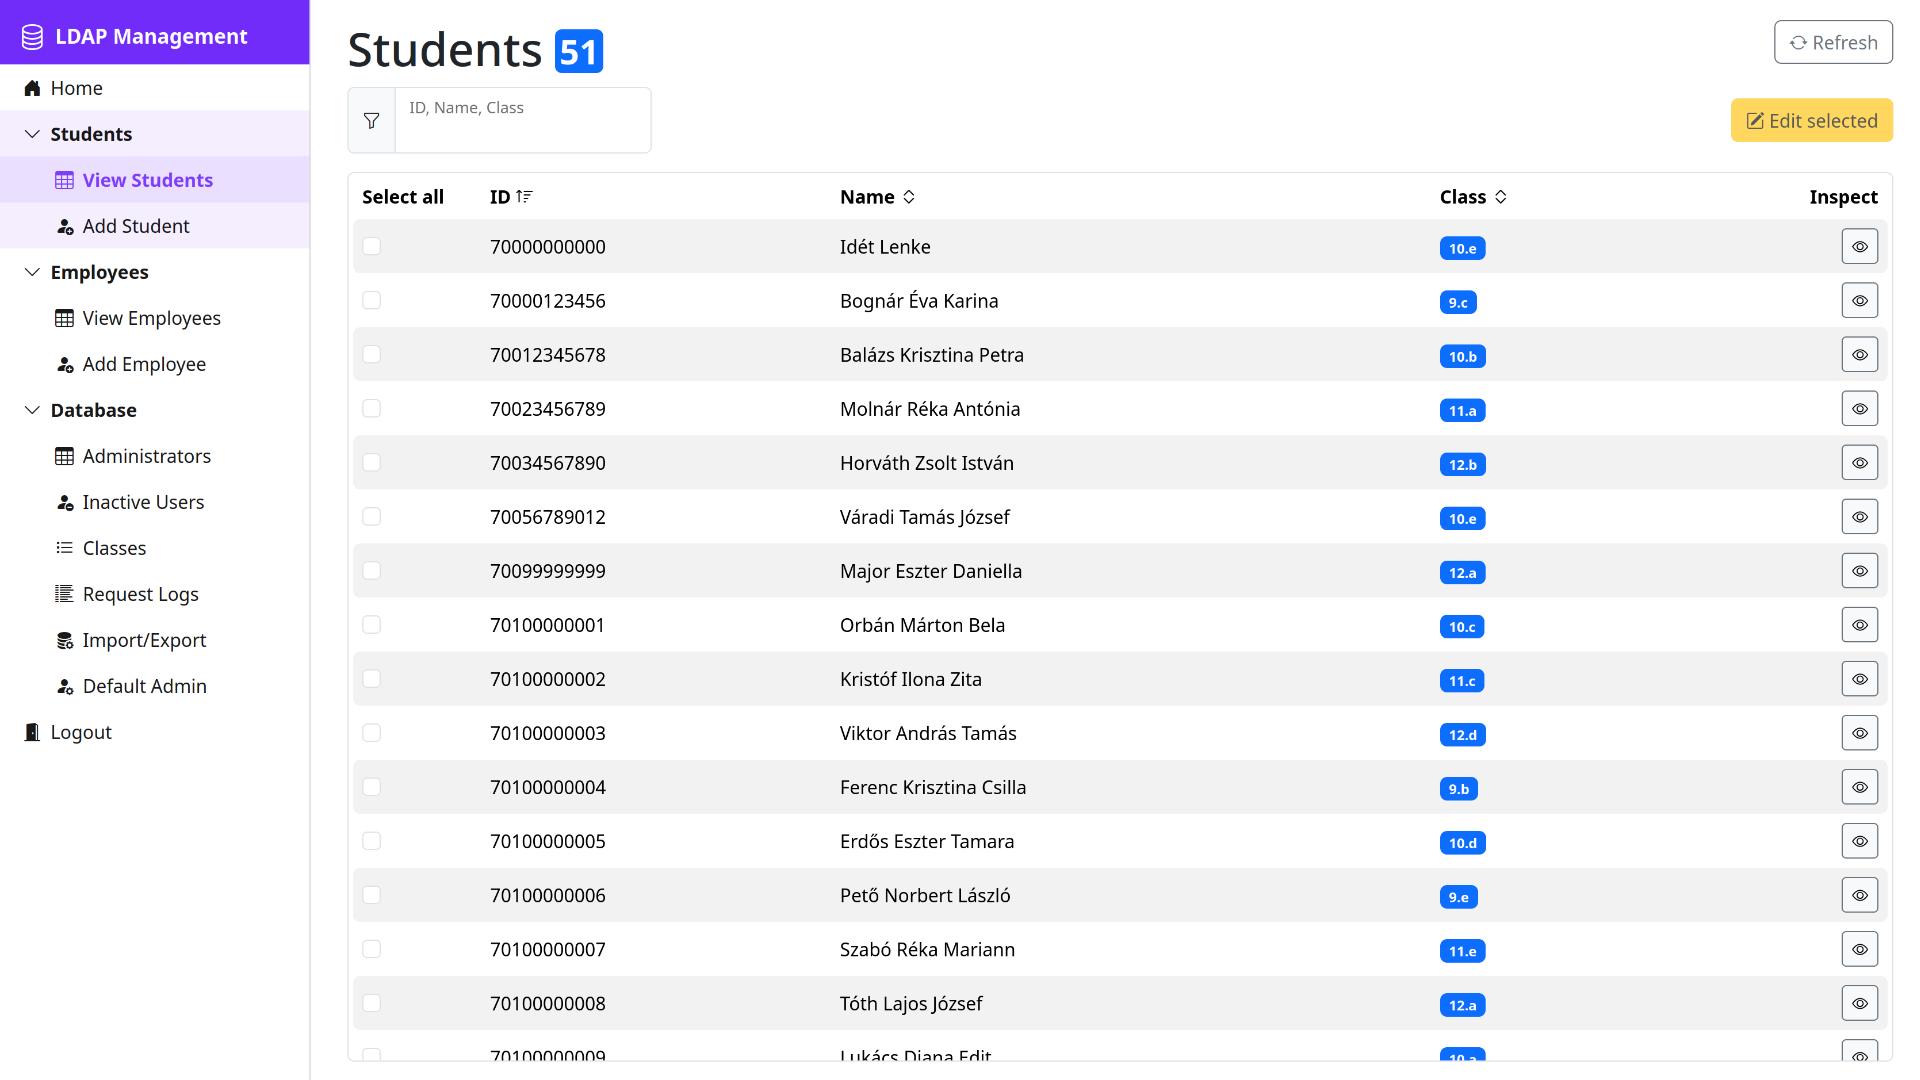 LDAP Management
Home
Students
View Students
Add Student
Employees
View Employees
Add Employee
Database
Administrators
Inactive Users
Classes
Request Logs
Import/Export
Default Admin
Logout
Students 51
Refresh
ID, Name, Class
Edit selected
Select all ID Name Class Inspect
70000000000 Idét Lenke 10.e
70000123456 Bognár Éva Karina 9.c
70012345678 Balázs Krisztina Petra 10.b
70023456789 Molnár Réka Antónia 11.a
70034567890 Horváth Zsolt István 12.b
70056789012 Váradi Tamás József 10.e
70099999999 Major Eszter Daniella 12.a
70100000001 Orbán Márton Bela 10.c
70100000002 Kristóf Ilona Zita 11.c
70100000003 Viktor András Tamás 12.d
70100000004 Ferenc Krisztina Csilla 9.b
70100000005 Erdős Eszter Tamara 10.d
70100000006 Pető Norbert László 9.e
70100000007 Szabó Réka Mariann 11.e
70100000008 Tóth Lajos József 12.a
70100000009 Lukács Diana Edit 10.a